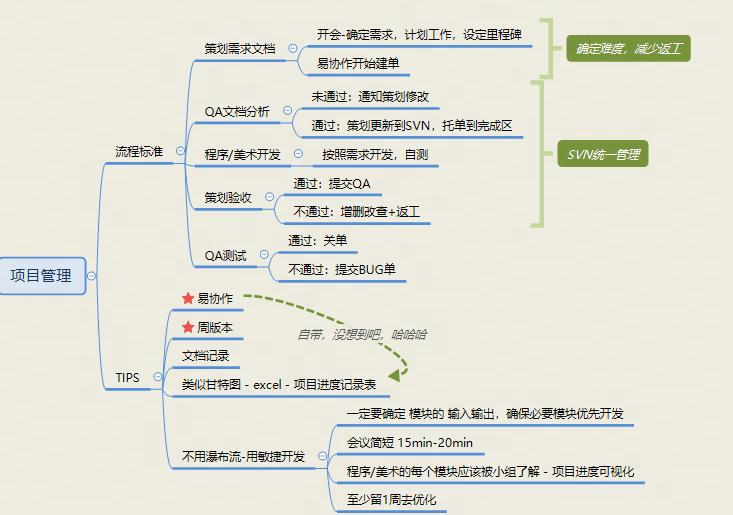 项目管理
流程标准
策划需求文档
开会-确定需求，计划工作，设定里程碑
易协作开始建单
确定难度，减少返工
QA文档分析
未通过：通知策划修改
通过：策划更新到SVN，托单到完成区
程序/美术开发
按照需求开发，自测
SVN统一管理
策划验收
通过：提交QA
不通过：增删改查+返工
QA测试
通过：关单
不通过：提交BUG单
TIPS
易协作
周版本
自带，没想到吧，哈哈哈
文档记录
类似甘特图 - excel - 项目进度记录表
不用瀑布流-用敏捷开发
一定要确定 模块的 输入输出，确保必要模块优先开发
会议简短 15min-20min
程序/美术的每个模块应该被小组了解 - 项目进度可视化
至少留1周去优化